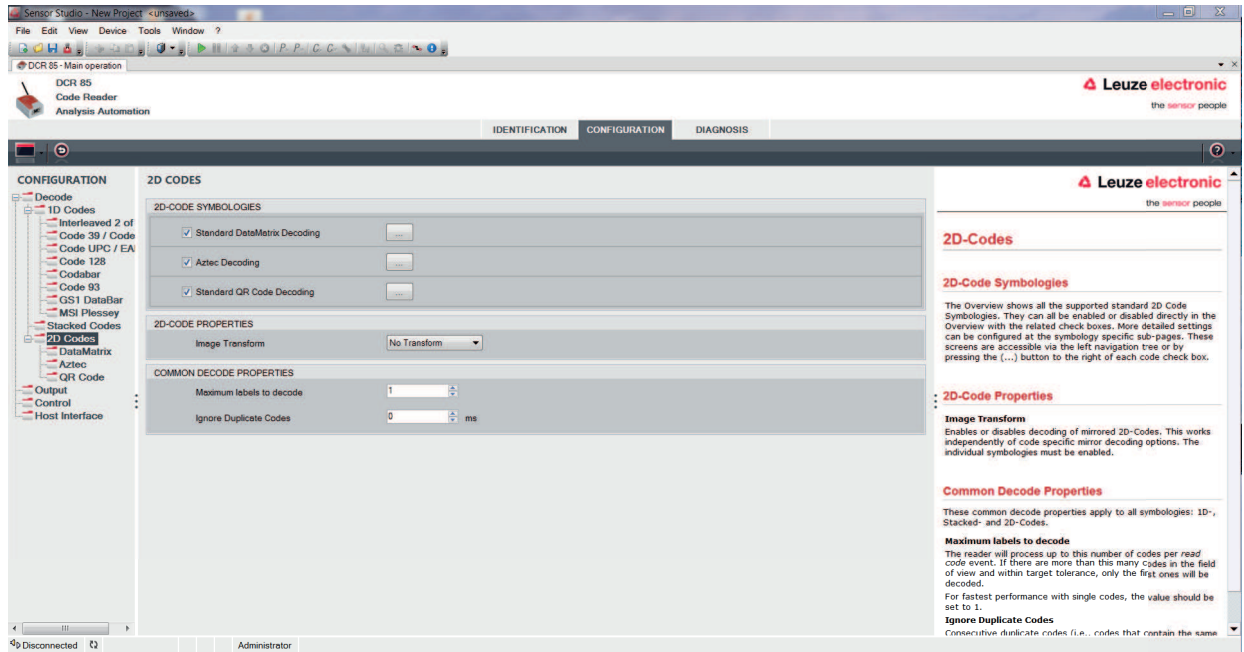 Sensor Studio - New Project <unsaved>
File Edit View Device Tools Window ?
DCR 85 - Main operation
DCR 85
Code Reader
Analysis Automation
Leuze electronic
the sensor people
IDENTIFICATION CONFIGURATION DIAGNOSIS
CONFIGURATION
Decode
1D Codes
Interleaved 2 of
Code 39 / Code
Code UPC / EA
Code 128
Codabar
Code 93
GS1 DataBar
MSI Plessey
Stacked Codes
2D Codes
DataMatrix
Aztec
QR Code
Output
Control
Host Interface
2D CODES
2D-CODE SYMBOLOGIES
Standard DataMatrix Decoding ...
Aztec Decoding ...
Standard QR Code Decoding ...
2D-CODE PROPERTIES
Image Transform No Transform
COMMON DECODE PROPERTIES
Maximum labels to decode 1
Ignore Duplicate Codes 0 ms
Leuze electronic
the sensor people
2D-Codes
2D-Code Symbologies
The Overview shows all the supported standard 2D Code
Symbologies. They can all be enabled or disabled directly in the
Overview with the related check boxes. More detailed settings
can be configured at the symbology specific sub-pages. These
screens are accessible via the left navigation tree or by
pressing the (...) button to the right of each code check box.
2D-Code Properties
Image Transform
Enables or disables decoding of mirrored 2D-Codes. This works
independently of code specific mirror decoding options. The
individual symbologies must be enabled.
Common Decode Properties
These common decode properties apply to all symbologies: 1D-,
Stacked- and 2D-Codes.
Maximum labels to decode
The reader will process up to this number of codes per read
code event. If there are more than this many codes in the field
of view and within target tolerance, only the first ones will be
decoded.
For fastest performance with single codes, the value should be
set to 1.
Ignore Duplicate Codes
Consecutive duplicate codes (i.e., codes that contain the same
Disconnected Administrator